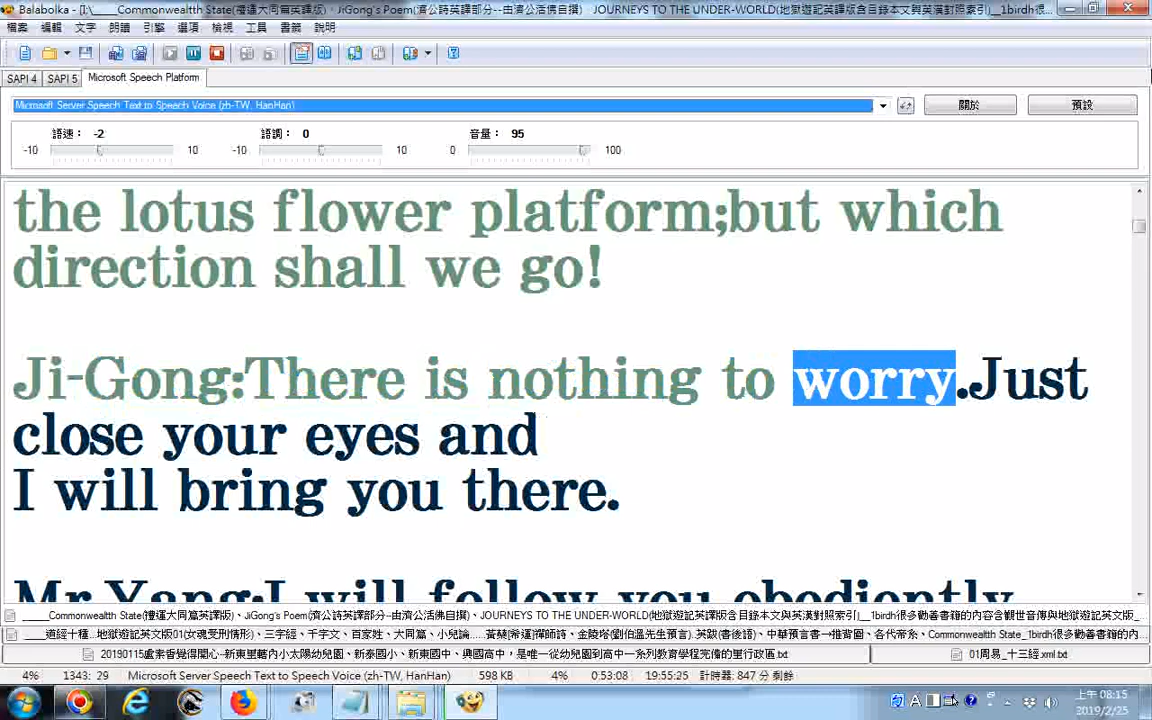 Balabolka - [I:\_____Commonwealtth State(禮運大同篇英譯版)、JiGong's Poem(濟公詩英譯部分--由濟公活佛自撰)　JOURNEYS TO THE UNDER-WORLD(地獄遊記英譯版含目錄本文與英漢對照索引)__1birdh很...
檔案 編輯 文字 朗讀 引擎 選項 檢視 工具 書籤 說明
SAPI 4 SAPI 5 Microsoft Speech Platform
Microsoft Server Speech Text to Speech Voice (zh-TW, HanHan)
關於 預設
語速： -2 語調： 0 音量： 95
-10 10 -10 10 0 100
the lotus flower platform;but which
direction shall we go!
Ji-Gong:There is nothing to worry.Just
close your eyes and
I will bring you there.
Mr.Yang:I will follow you obediently
_____Commonwealtth State(禮運大同篇英譯版)、JiGong's Poem(濟公詩英譯部分--由濟公活佛自撰)、JOURNEYS TO THE UNDER-WORLD(地獄遊記英譯版含目錄本文與英漢對照索引)__1birdh很多勸善書籍的內容含觀世音傳與地獄遊記英文版...
____道經十種...地獄遊記英文版01(女魂受刑情形)、三字經、千字文、百家姓、大同篇、小兒論.....黃蘗[希運]禪師詩、金陵塔(劉伯溫先生預言).英歐(書後語)、中華預言書--推背圖、各代帝系、Commonwealth State_1birdh很多勸善書籍的內...
20190115盧素香覺得開心--新東里轄內小太陽幼兒園、新泰國小、新東國中、興國高中，是唯一從幼兒園到高中一系列教育學程完備的里行政區.txt 01周易_十三經.xml.txt
4% 1343: 29 Microsoft Server Speech Text to Speech Voice (zh-TW, HanHan) 598 KB 4% 0:53:08 19:55:25 計時器: 847 分 剩餘
上午 08:15
2019/2/25